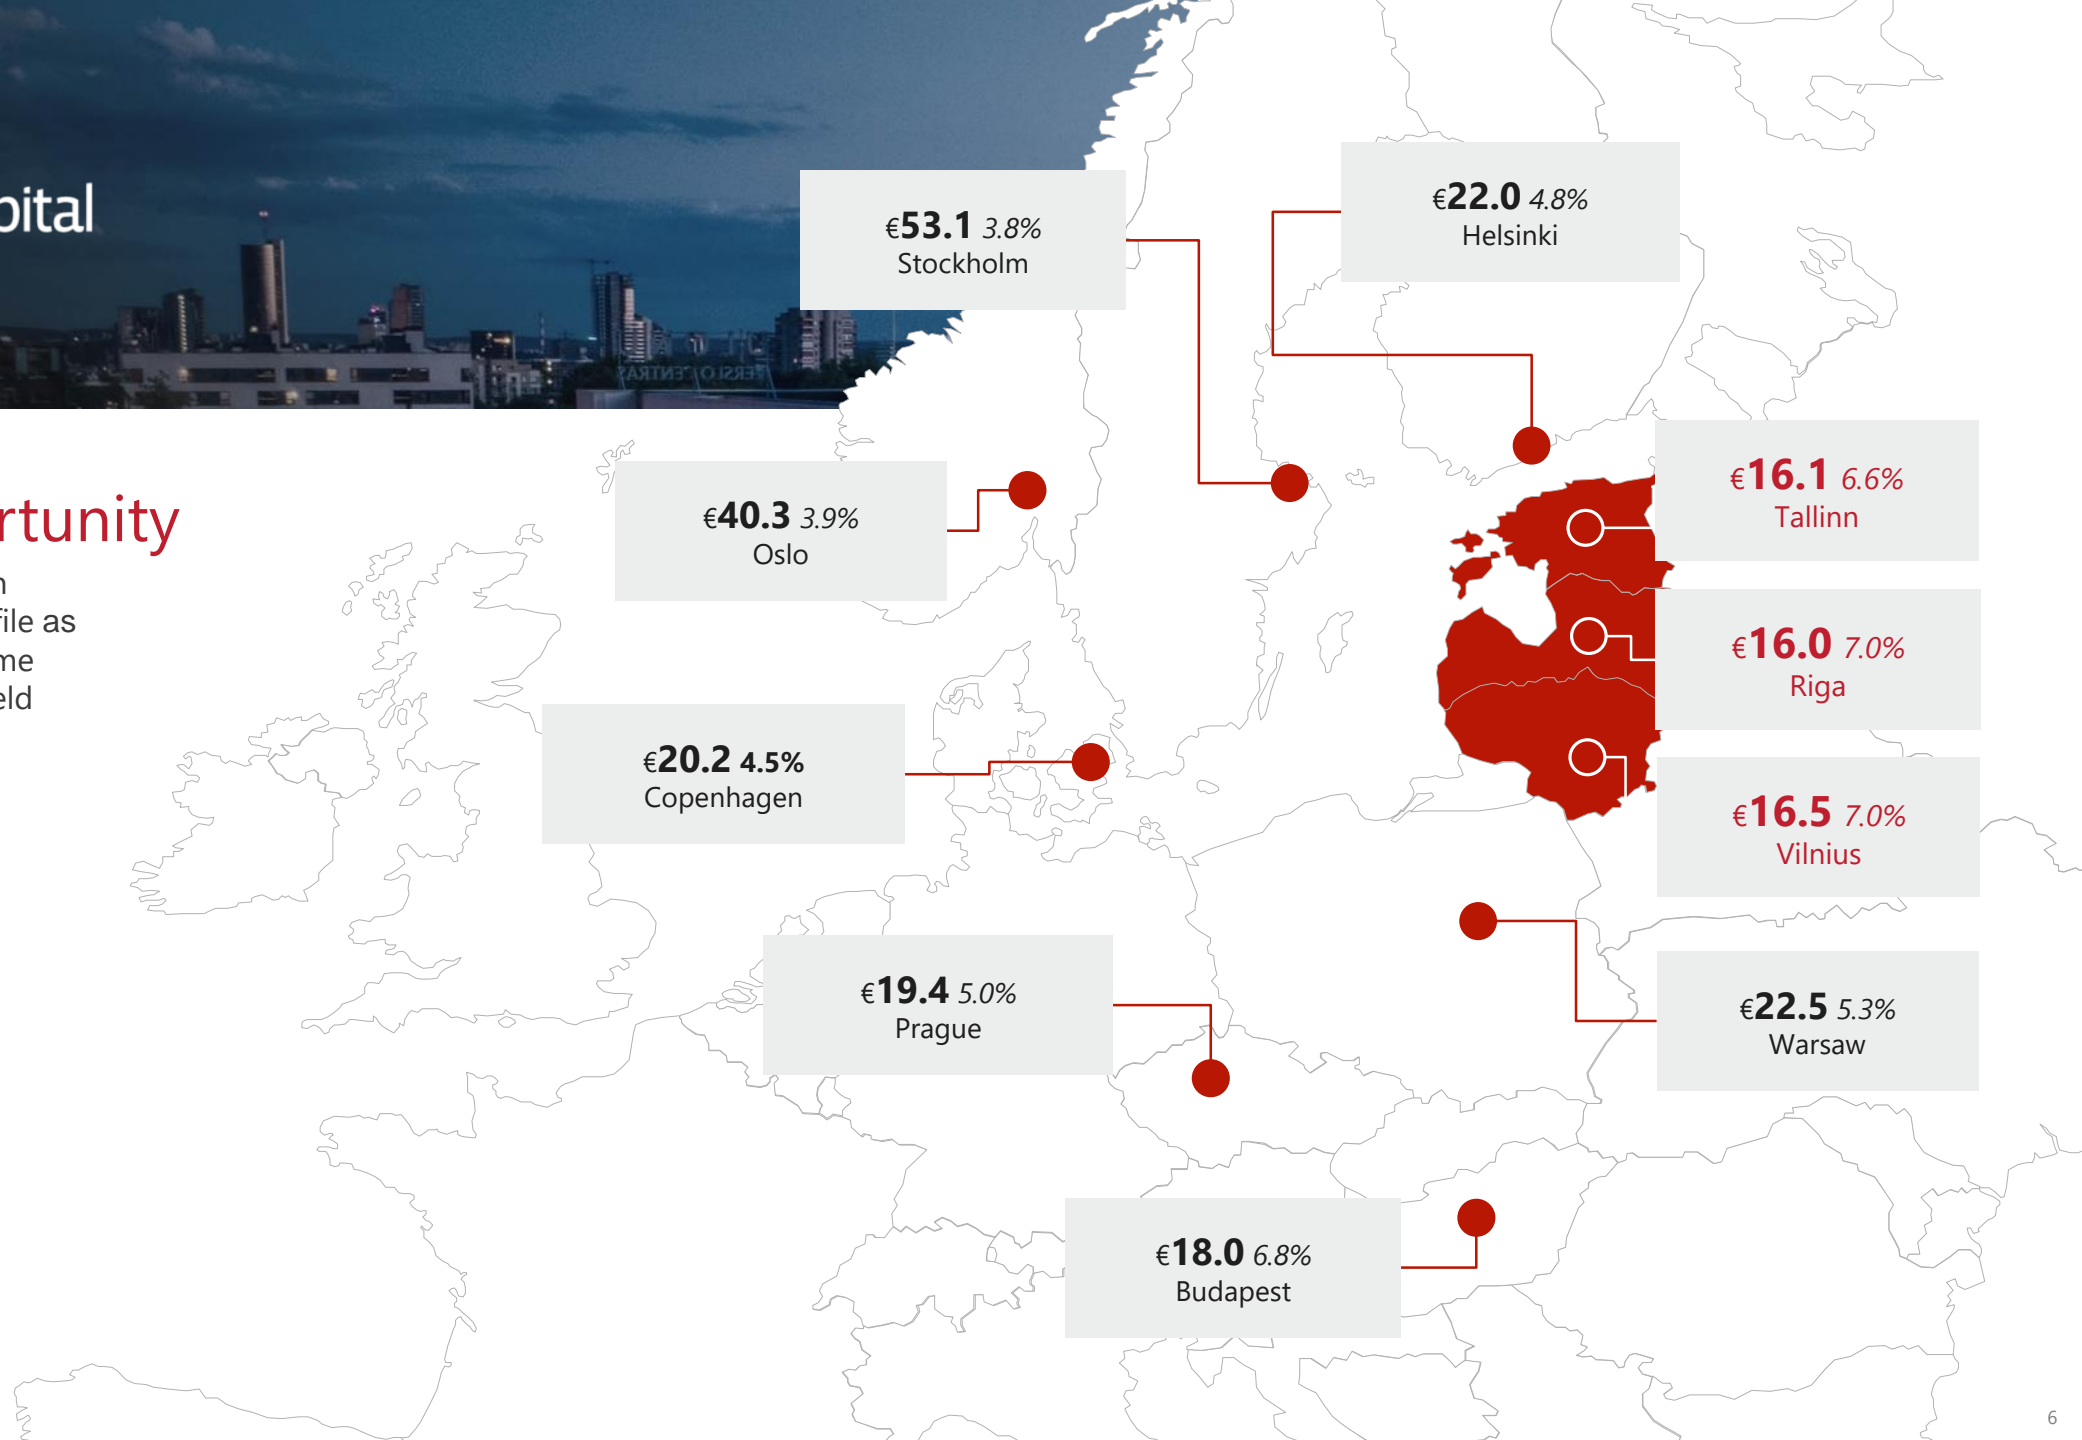 pital
rtunity
n
file as
me
eld
€53.1 3.8%
Stockholm
€22.0 4.8%
Helsinki
€40.3 3.9%
Oslo
€16.1 6.6%
Tallinn
€16.0 7.0%
Riga
€20.2 4.5%
Copenhagen
€16.5 7.0%
Vilnius
€19.4 5.0%
Prague
€22.5 5.3%
Warsaw
€18.0 6.8%
Budapest
6